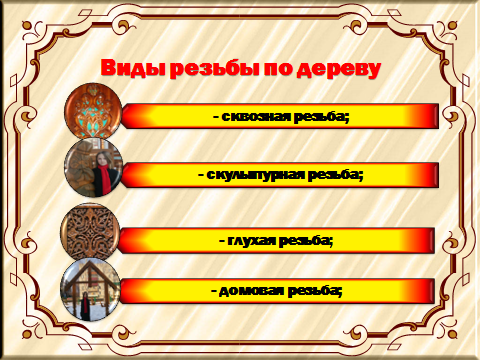 Виды резьбы по дереву
- сквозная резьба;
- скульптурная резьба;
- глухая резьба;
- домовая резьба;